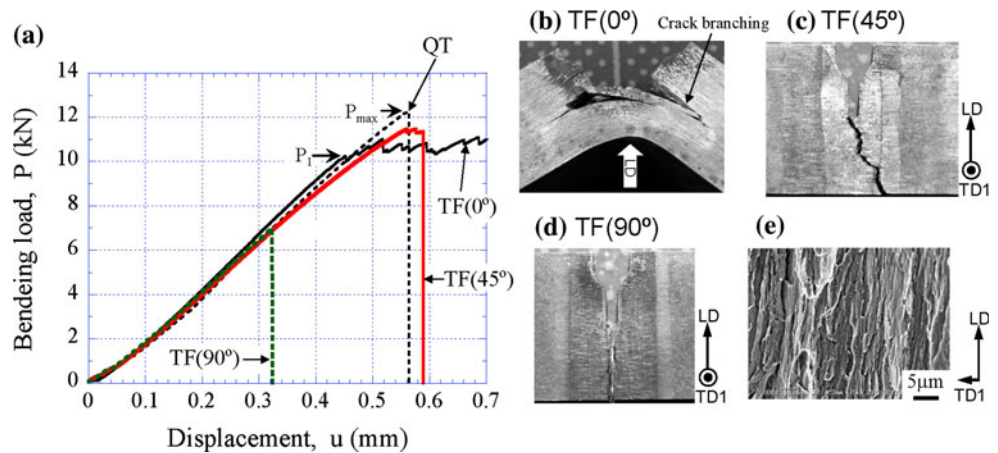 (a)
QT
14
12
10
8
6
4
2
0
Bendeing load, P (kN)
Pmax
P1
TF(0º)
TF(45º)
TF(90º)
0 0.1 0.2 0.3 0.4 0.5 0.6 0.7
Displacement, u (mm)
(b) TF(0º)
Crack branching
LD
(c) TF(45º)
LD
TD1
(d) TF(90º)
LD
TD1
(e)
LD
TD1
5µm